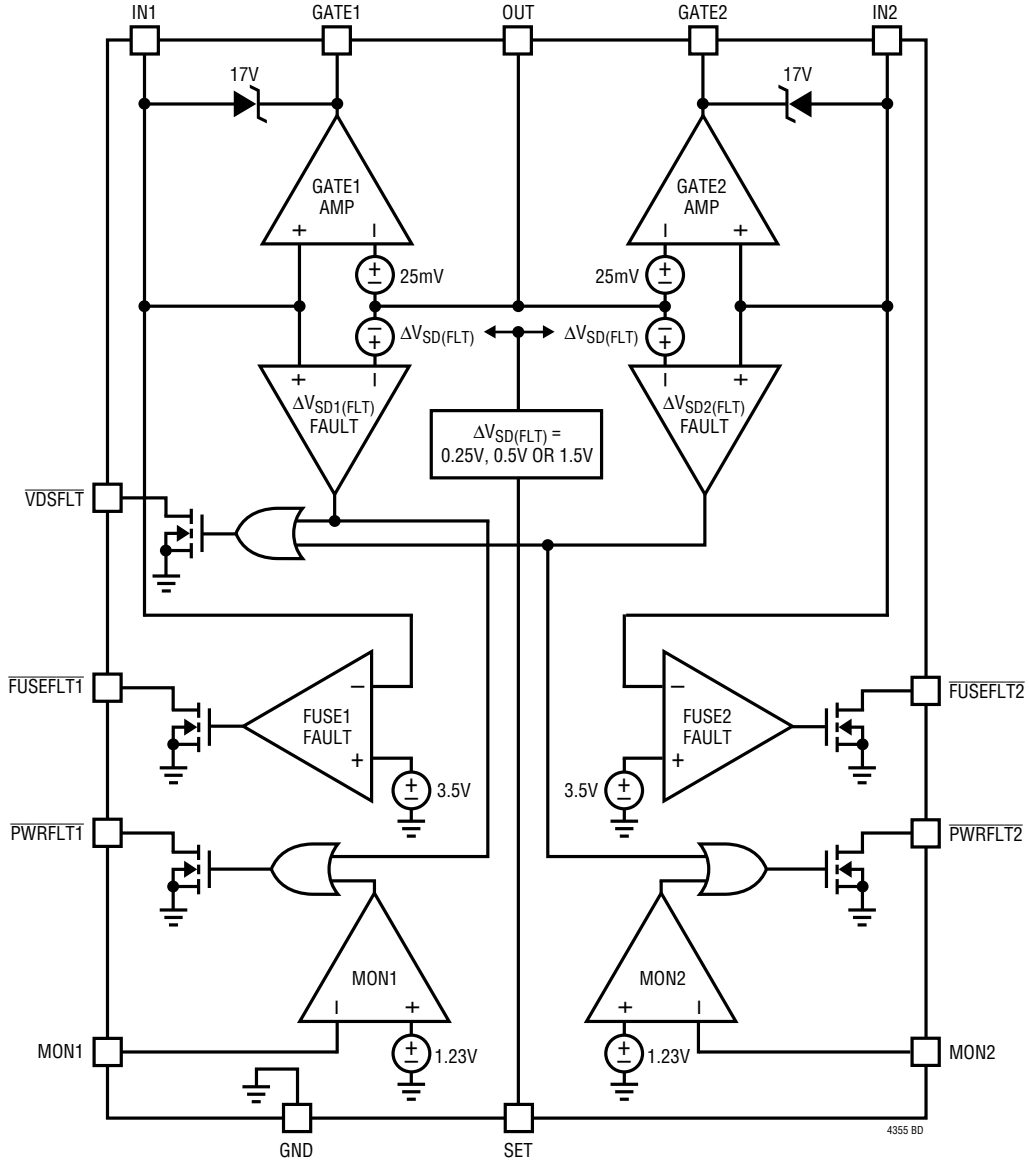 IN1 GATE1 OUT GATE2 IN2
17V 17V
GATE1
AMP
GATE2
AMP
+ – – +
+ – 25mV 25mV + –
– + ΔVSD(FLT) ΔVSD(FLT) – +
+ – – +
ΔVSD1(FLT)
FAULT
ΔVSD2(FLT)
FAULT
ΔVSD(FLT) =
0.25V, 0.5V OR 1.5V
VDSFLT
FUSEFLT1
–
FUSE1
FAULT
+
+ – 3.5V
–
FUSE2
FAULT
+
3.5V + –
FUSEFLT2
PWRFLT1 PWRFLT2
MON1
– +
+ – 1.23V
MON2
+ –
+ – 1.23V
MON1 MON2
GND SET
4355 BD